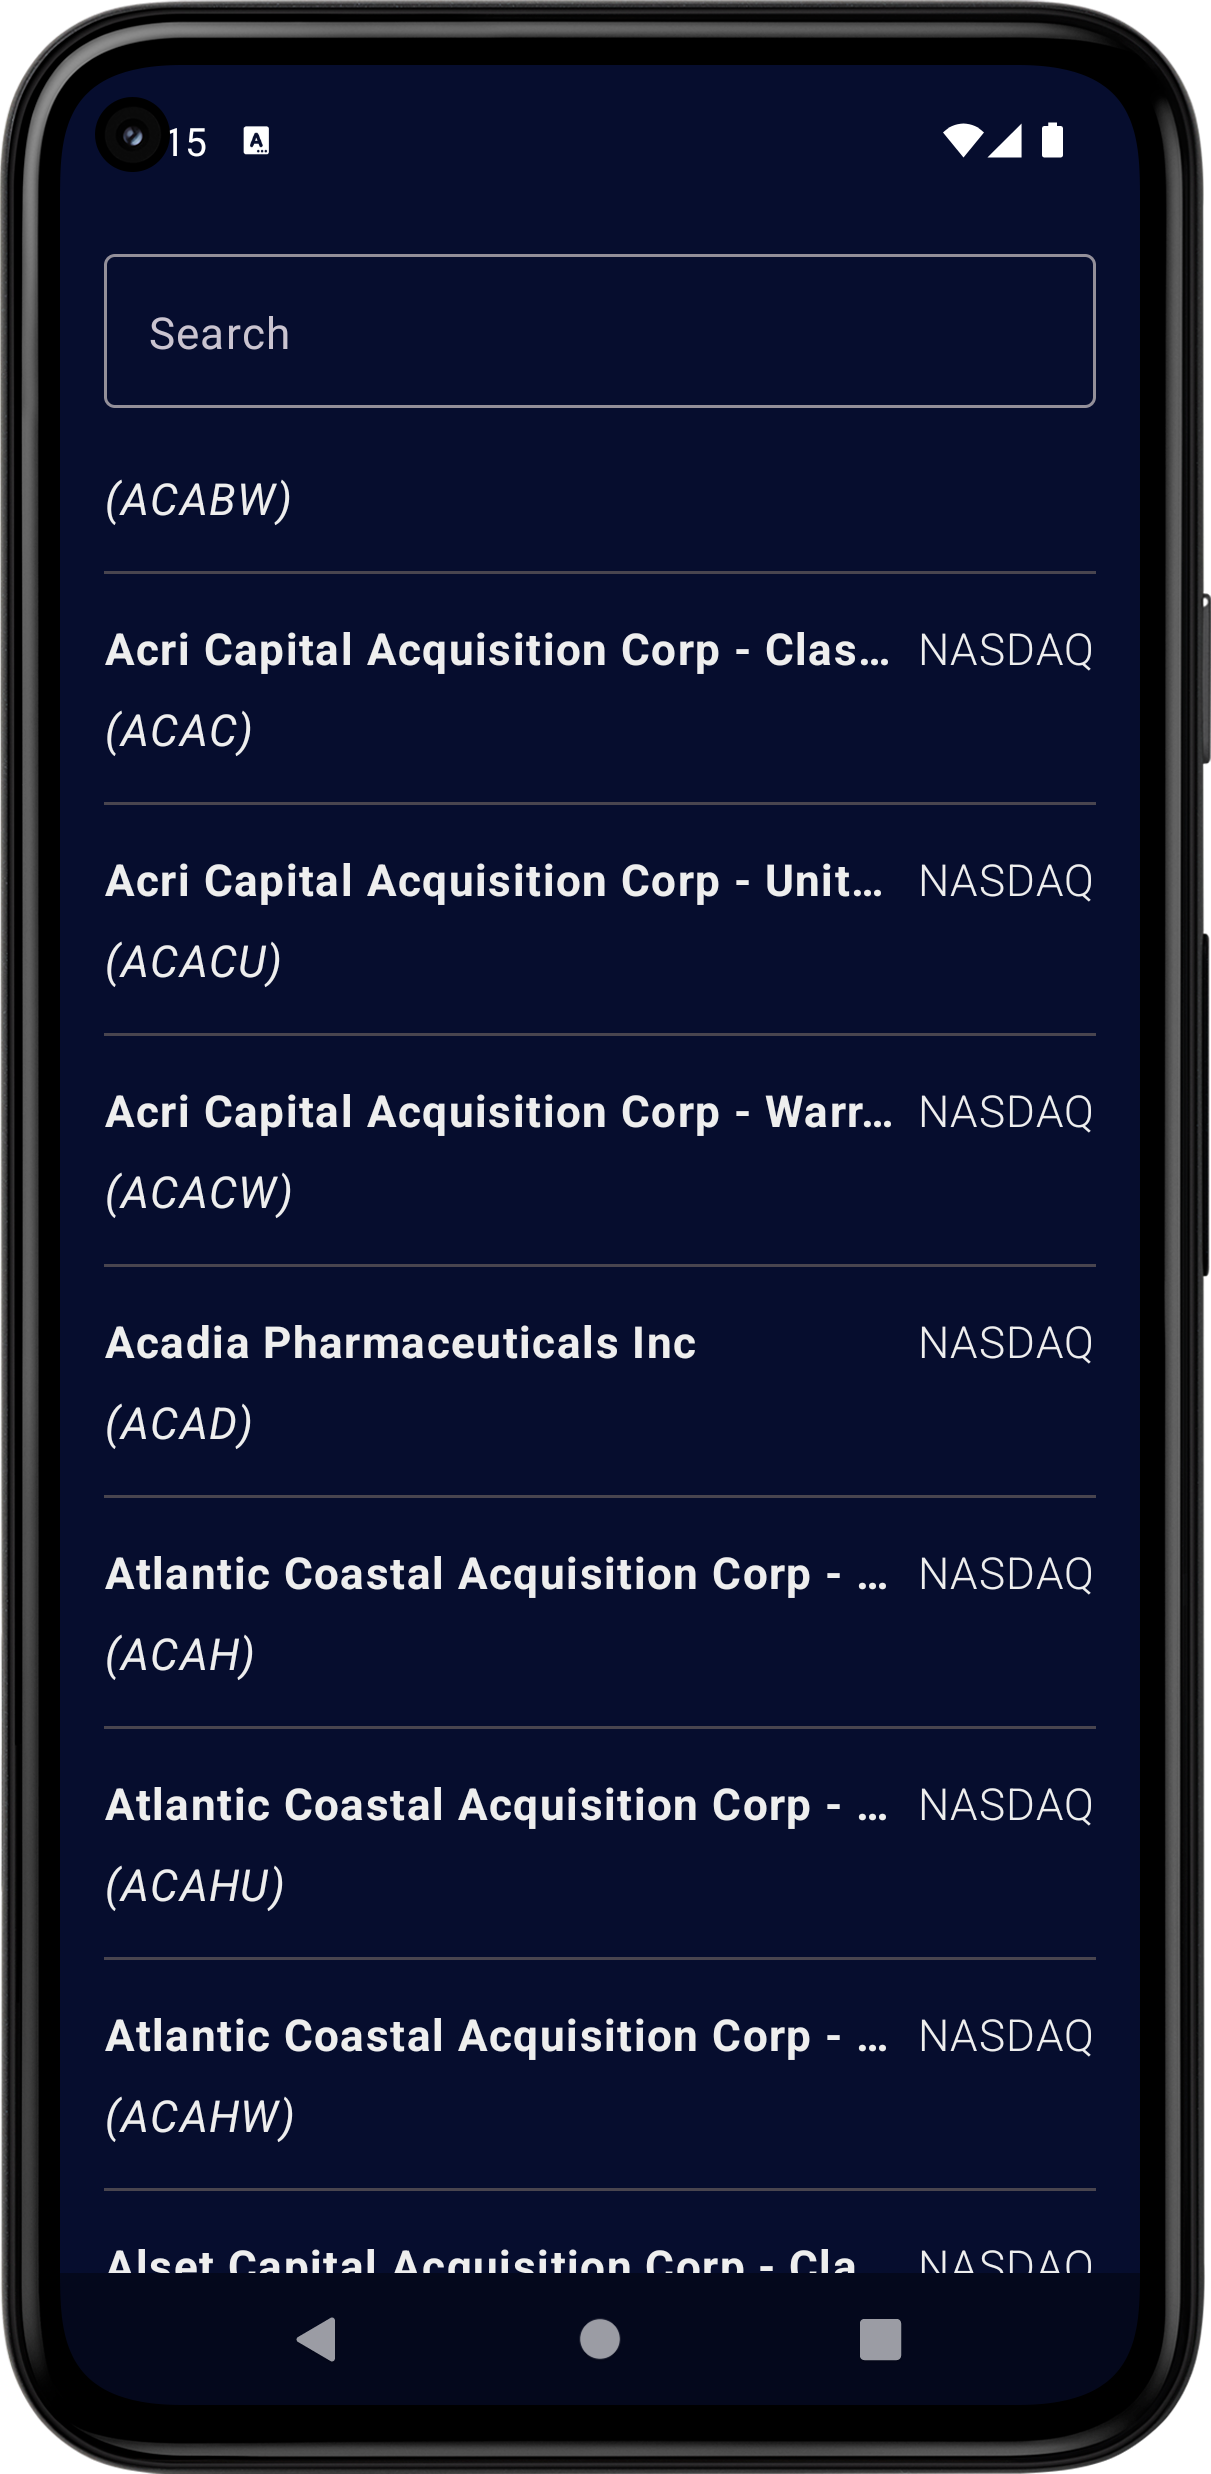 15
Search
(ACABW)
Acri Capital Acquisition Corp - Clas... NASDAQ
(ACAC)
Acri Capital Acquisition Corp - Unit... NASDAQ
(ACACU)
Acri Capital Acquisition Corp - Warr... NASDAQ
(ACACW)
Acadia Pharmaceuticals Inc NASDAQ
(ACAD)
Atlantic Coastal Acquisition Corp - ... NASDAQ
(ACAH)
Atlantic Coastal Acquisition Corp - ... NASDAQ
(ACAHU)
Atlantic Coastal Acquisition Corp - ... NASDAQ
(ACAHW)
Alset Capital Acquisition Corp - Cla NASDAQ